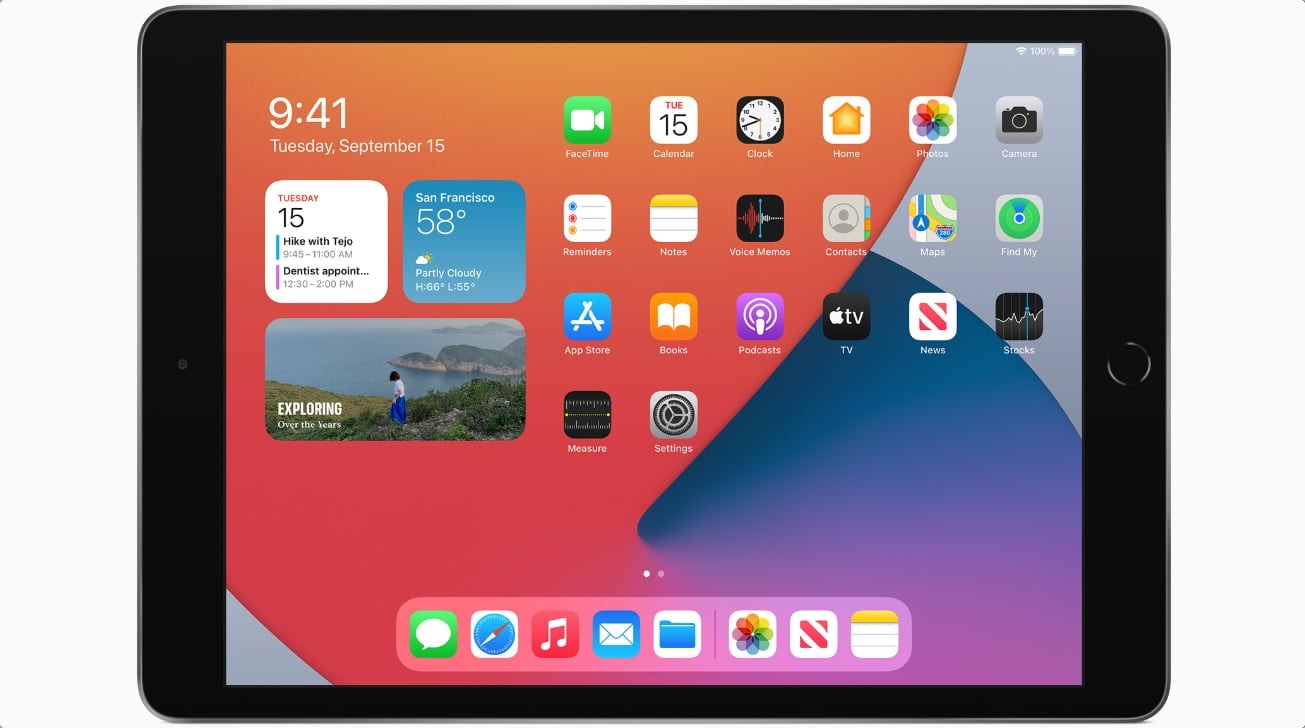 100%
9:41
Tuesday, September 15
TUESDAY
15
Hike with Tejo
9:45–11:00 AM
Dentist appoint...
12:30–2:00 PM
San Francisco
58°
Partly Cloudy
H:66° L:55°
EXPLORING
Over the Years
TUE
15
FaceTime
Calendar
Clock
Home
Photos
Camera
280
Reminders
Notes
Voice Memos
Contacts
Maps
Find My
tv
App Store
Books
Podcasts
TV
News
Stocks
Measure
Settings